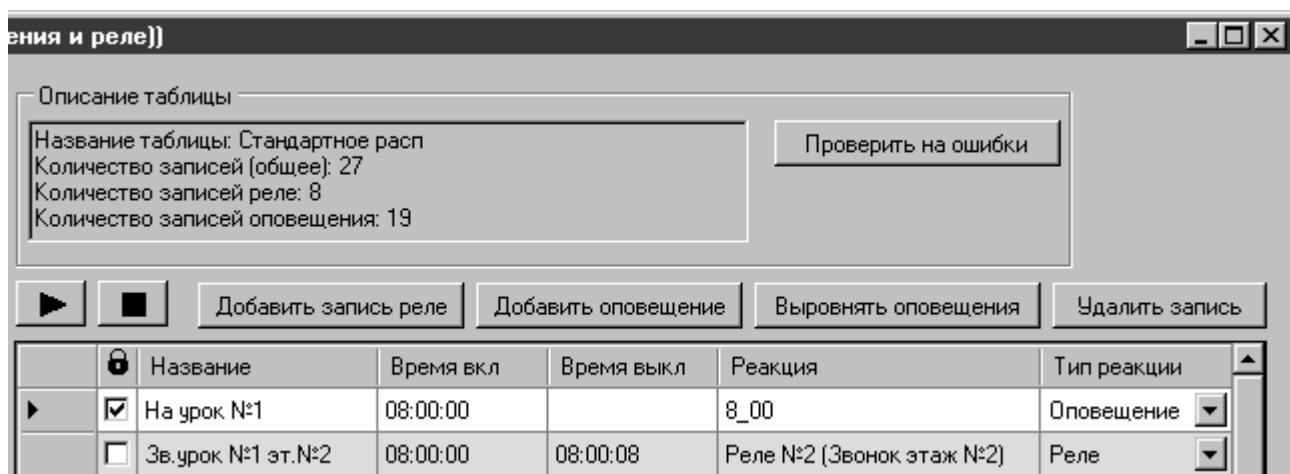 ения и реле))
Описание таблицы
Название таблицы: Стандартное расп
Количество записей (общее): 27
Количество записей реле: 8
Количество записей оповещения: 19
Проверить на ошибки
Добавить запись реле Добавить оповещение Выровнять оповещения Удалить запись
Название Время вкл Время выкл Реакция Тип реакции
На урок №1 08:00:00 8_00 Оповещение
Зв.урок №1 эт.№2 08:00:00 08:00:08 Реле №2 (Звонок этаж №2) Реле